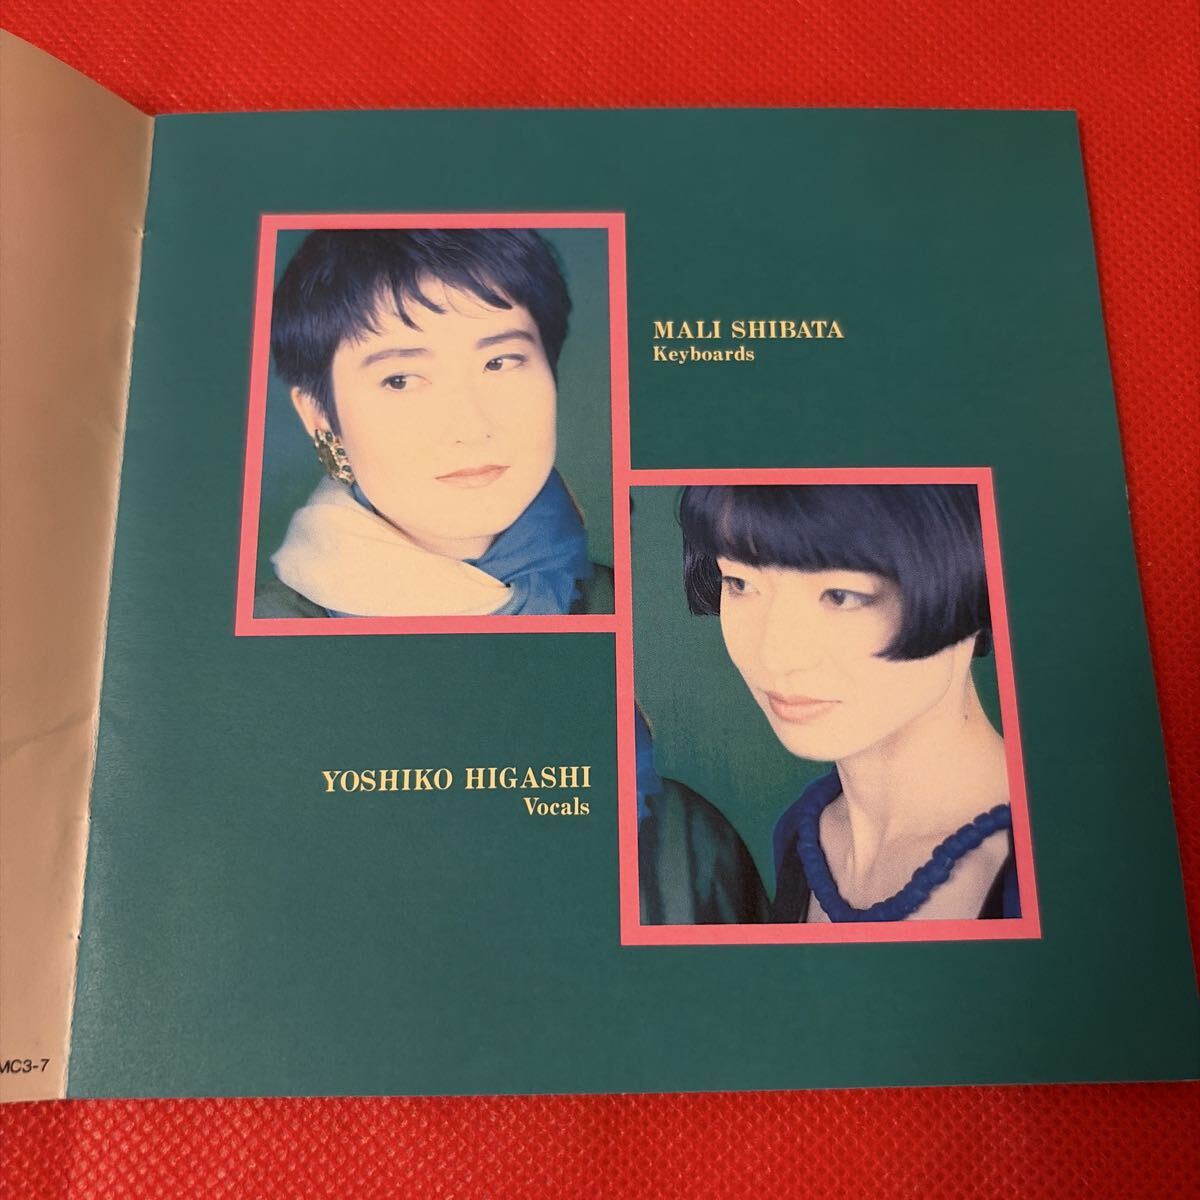 MALI SHIBATA
Keyboards
YOSHIKO HIGASHI
Vocals
MC3-7